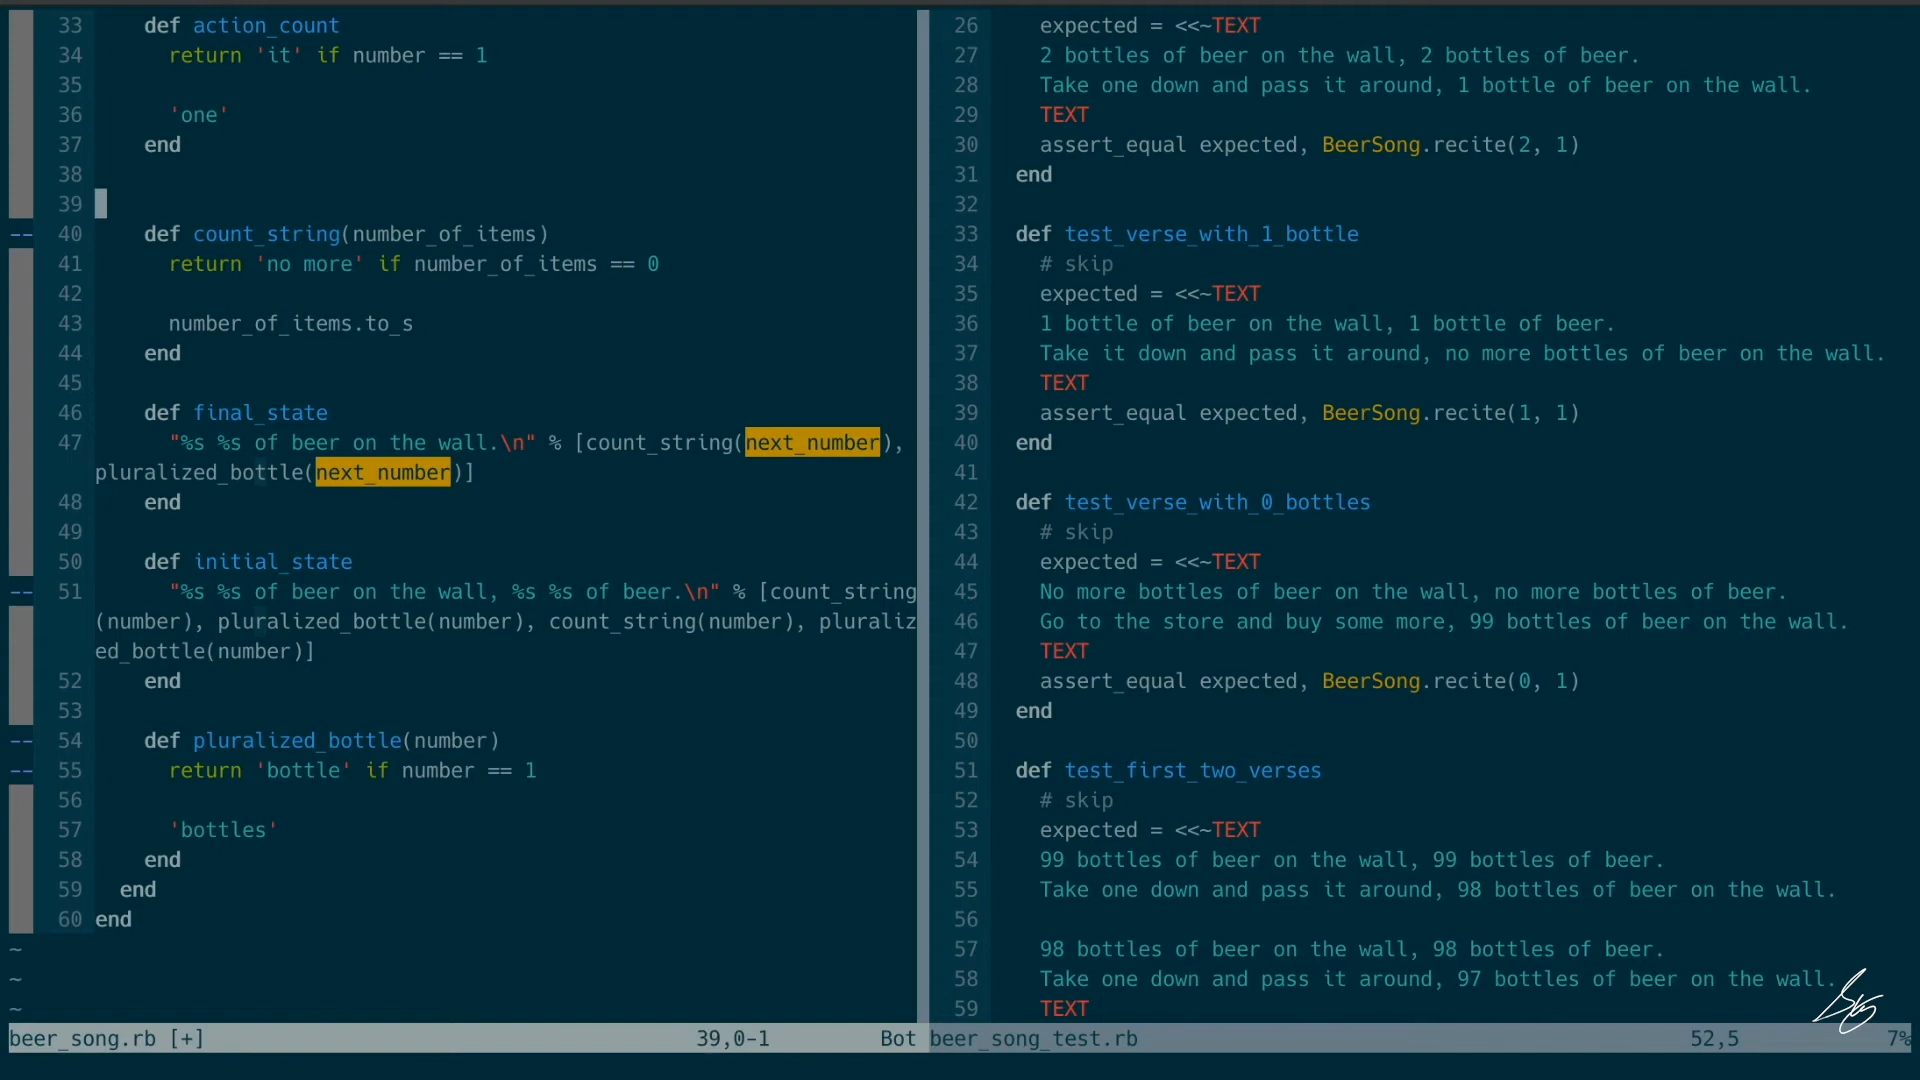 33     def action_count
34       return 'it' if number == 1
35
36       'one'
37     end
38
39
-- 40     def count_string(number_of_items)
41       return 'no more' if number_of_items == 0
42
43       number_of_items.to_s
44     end
45
46     def final_state
47       "%s %s of beer on the wall.\n" % [count_string(next_number),
pluralized_bottle(next_number)]
48     end
49
50     def initial_state
-- 51       "%s %s of beer on the wall, %s %s of beer.\n" % [count_string
(number), pluralized_bottle(number), count_string(number), pluraliz
ed_bottle(number)]
52     end
53
-- 54     def pluralized_bottle(number)
-- 55       return 'bottle' if number == 1
56
57       'bottles'
58     end
59   end
60 end
~
~
~
beer_song.rb [+] 39,0-1 Bot
26     expected = <<~TEXT
27     2 bottles of beer on the wall, 2 bottles of beer.
28     Take one down and pass it around, 1 bottle of beer on the wall.
29     TEXT
30     assert_equal expected, BeerSong.recite(2, 1)
31   end
32
33   def test_verse_with_1_bottle
34     # skip
35     expected = <<~TEXT
36     1 bottle of beer on the wall, 1 bottle of beer.
37     Take it down and pass it around, no more bottles of beer on the wall.
38     TEXT
39     assert_equal expected, BeerSong.recite(1, 1)
40   end
41
42   def test_verse_with_0_bottles
43     # skip
44     expected = <<~TEXT
45     No more bottles of beer on the wall, no more bottles of beer.
46     Go to the store and buy some more, 99 bottles of beer on the wall.
47     TEXT
48     assert_equal expected, BeerSong.recite(0, 1)
49   end
50
51   def test_first_two_verses
52     # skip
53     expected = <<~TEXT
54     99 bottles of beer on the wall, 99 bottles of beer.
55     Take one down and pass it around, 98 bottles of beer on the wall.
56
57     98 bottles of beer on the wall, 98 bottles of beer.
58     Take one down and pass it around, 97 bottles of beer on the wall.
59     TEXT
beer_song_test.rb 52,5 7%